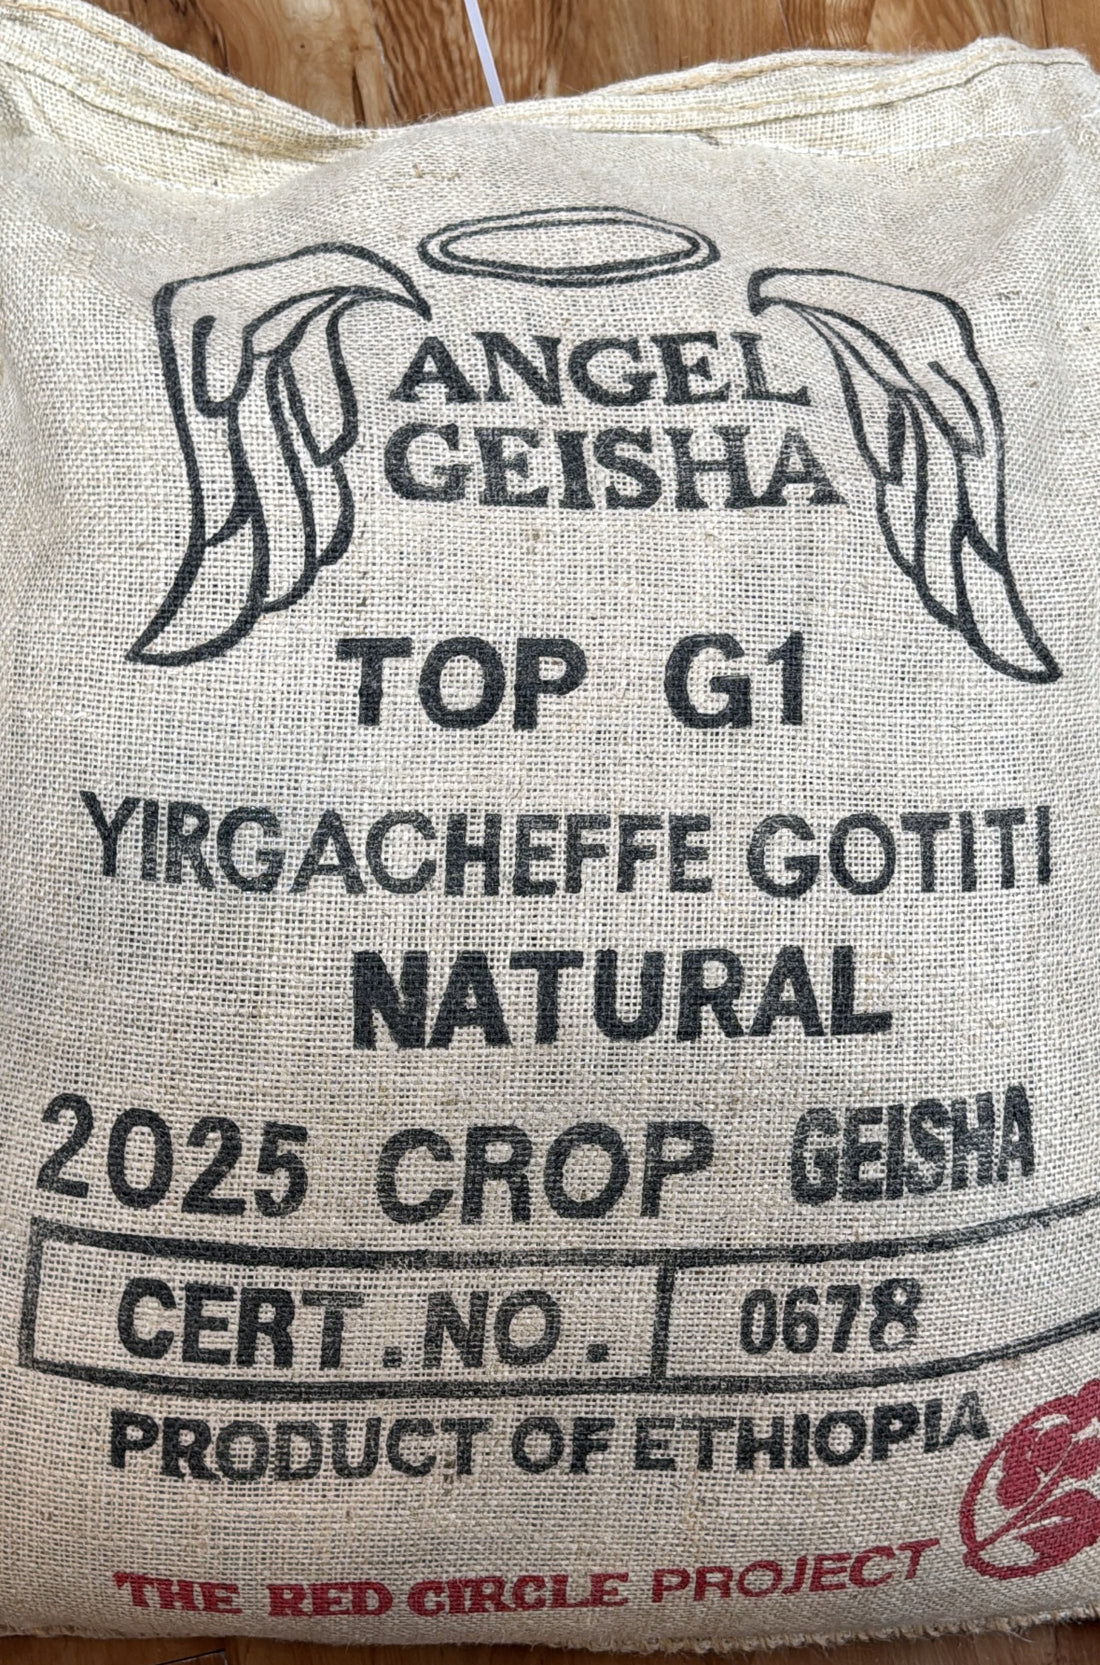 ANGEL
GEISHA
TOP G1
YIRGACHEFFE GOTITI
NATURAL
2025 CROP GEISHA
CERT.NO. 0678
PRODUCT OF ETHIOPIA
THE RED CIRCLE PROJECT